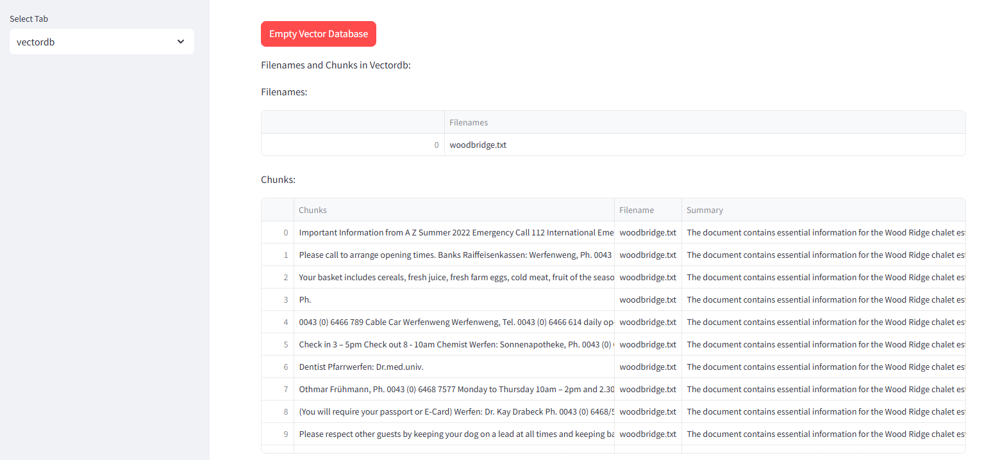 Select Tab
vectordb
Empty Vector Database
Filenames and Chunks in Vectordb:
Filenames:
Filenames
0 woodbridge.txt
Chunks:
Chunks Filename Summary
0 Important Information from A Z Summer 2022 Emergency Call 112 International Eme woodbridge.txt The document contains essential information for the Wood Ridge chalet es
1 Please call to arrange opening times. Banks Raiffeisenkassen: Werfenweng, Ph. 0043 woodbridge.txt The document contains essential information for the Wood Ridge chalet es
2 Your basket includes cereals, fresh juice, fresh farm eggs, cold meat, fruit of the seaso woodbridge.txt The document contains essential information for the Wood Ridge chalet es
3 Ph. woodbridge.txt The document contains essential information for the Wood Ridge chalet es
4 0043 (0) 6466 789 Cable Car Werfenweng Werfenweng, Tel. 0043 (0) 6466 614 daily op woodbridge.txt The document contains essential information for the Wood Ridge chalet es
5 Check in 3 – 5pm Check out 8 - 10am Chemist Werfen: Sonnenapotheke, Ph. 0043 (0) woodbridge.txt The document contains essential information for the Wood Ridge chalet es
6 Dentist Pfarrwerfen: Dr.med.univ. woodbridge.txt The document contains essential information for the Wood Ridge chalet es
7 Othmar Frühmann, Ph. 0043 (0) 6468 7577 Monday to Thursday 10am – 2pm and 2.30 woodbridge.txt The document contains essential information for the Wood Ridge chalet es
8 (You will require your passport or E-Card) Werfen: Dr. Kay Drabeck Ph. 0043 (0) 6468/5 woodbridge.txt The document contains essential information for the Wood Ridge chalet es
9 Please respect other guests by keeping your dog on a lead at all times and keeping ba woodbridge.txt The document contains essential information for the Wood Ridge chalet es